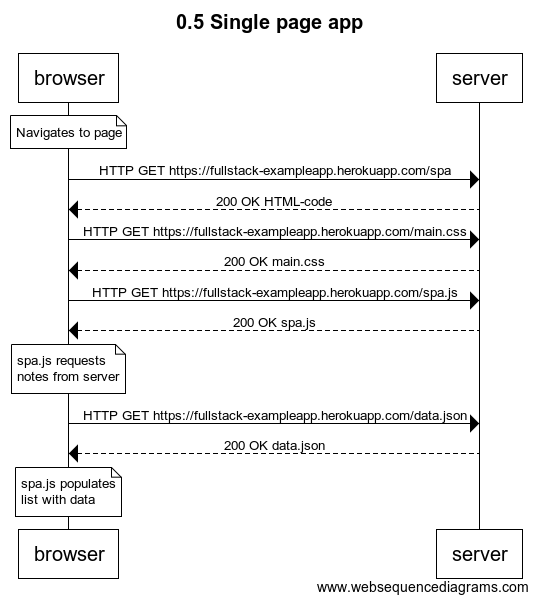 0.5 Single page app
browser
server
Navigates to page
HTTP GET https://fullstack-exampleapp.herokuapp.com/spa
200 OK HTML-code
HTTP GET https://fullstack-exampleapp.herokuapp.com/main.css
200 OK main.css
HTTP GET https://fullstack-exampleapp.herokuapp.com/spa.js
200 OK spa.js
spa.js requests
notes from server
HTTP GET https://fullstack-exampleapp.herokuapp.com/data.json
200 OK data.json
spa.js populates
list with data
browser
server
www.websequencediagrams.com